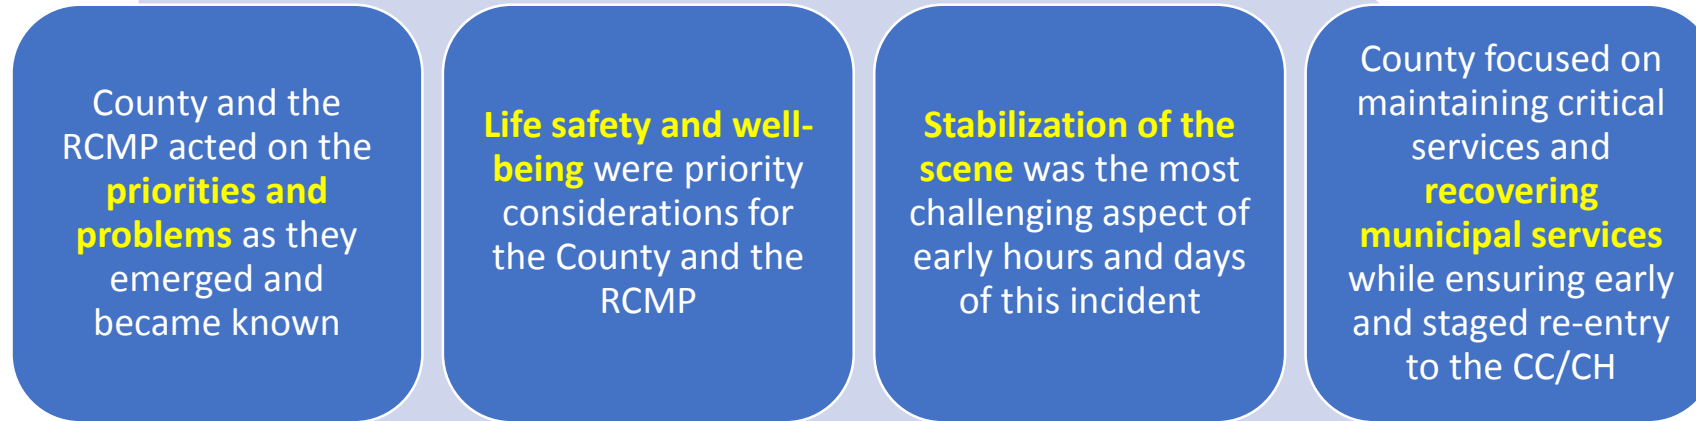 County and the
RCMP acted on the
priorities and
problems as they
emerged and
became known
Life safety and well-
being were priority
considerations for
the County and the
RCMP
Stabilization of the
scene was the most
challenging aspect of
early hours and days
of this incident
County focused on
maintaining critical
services and
recovering
municipal services
while ensuring early
and staged re-entry
to the CC/CH